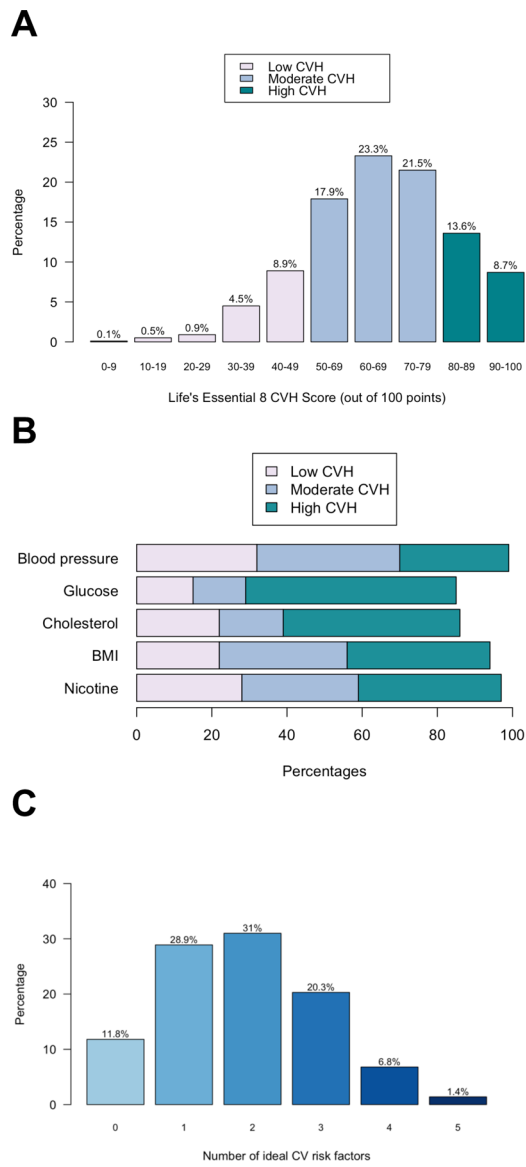 A
Low CVH
Moderate CVH
High CVH
Percentage
30
25
20
15
10
5
0
0.1%
0.5%
0.9%
4.5%
8.9%
17.9%
23.3%
21.5%
13.6%
8.7%
0-9 10-19 20-29 30-39 40-49 50-69 60-69 70-79 80-89 90-100
Life's Essential 8 CVH Score (out of 100 points)
B
Low CVH
Moderate CVH
High CVH
Blood pressure
Glucose
Cholesterol
BMI
Nicotine
0 20 40 60 80 100
Percentages
C
Percentage
40
30
20
10
0
11.8%
28.9%
31%
20.3%
6.8%
1.4%
0 1 2 3 4 5
Number of ideal CV risk factors